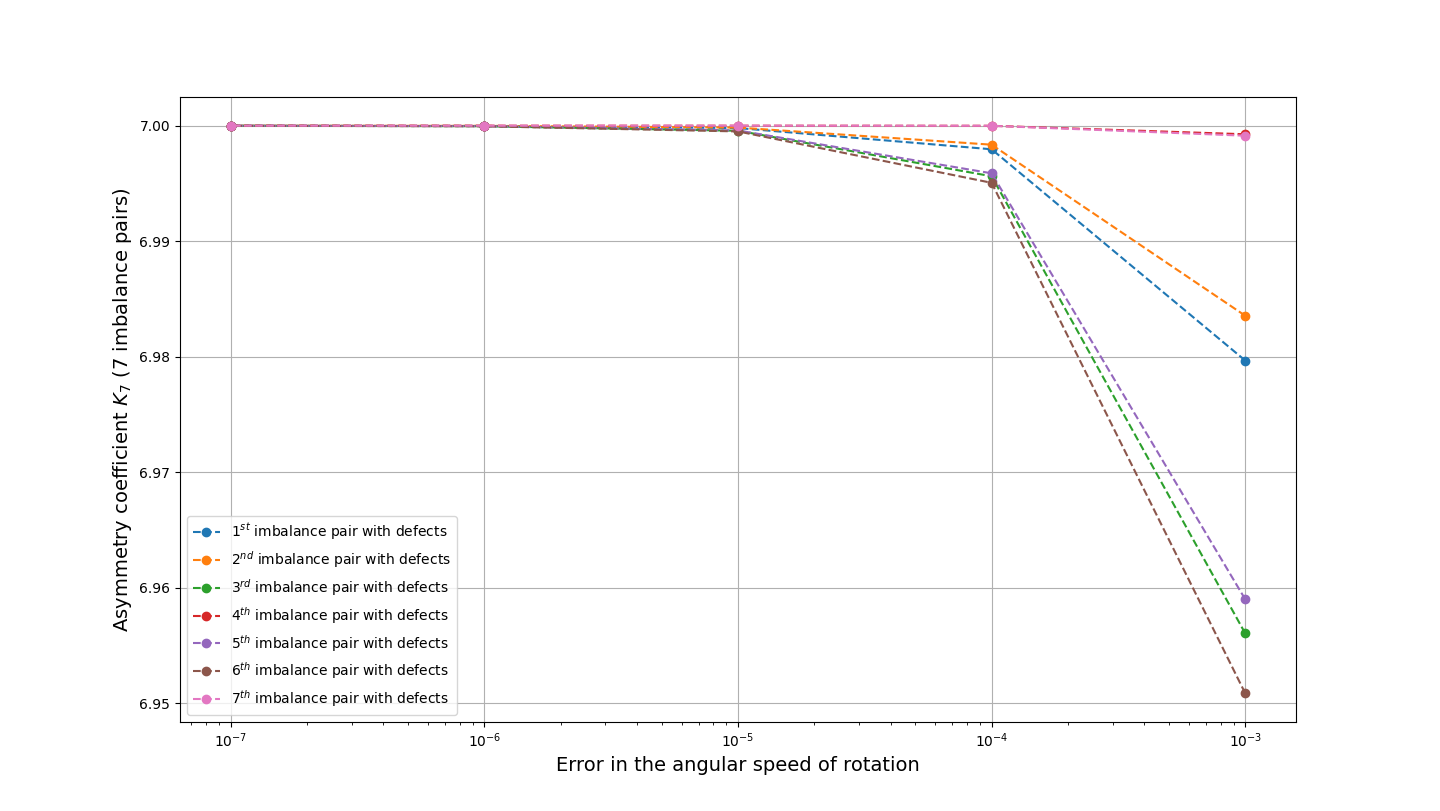 7.00
6.99
6.98
6.97
6.96
6.95
Asymmetry coefficient K₇ (7 imbalance pairs)
1ˢᵗ imbalance pair with defects
2ⁿᵈ imbalance pair with defects
3ʳᵈ imbalance pair with defects
4ᵗʰ imbalance pair with defects
5ᵗʰ imbalance pair with defects
6ᵗʰ imbalance pair with defects
7ᵗʰ imbalance pair with defects
10⁻⁷ 10⁻⁶ 10⁻⁵ 10⁻⁴ 10⁻³
Error in the angular speed of rotation